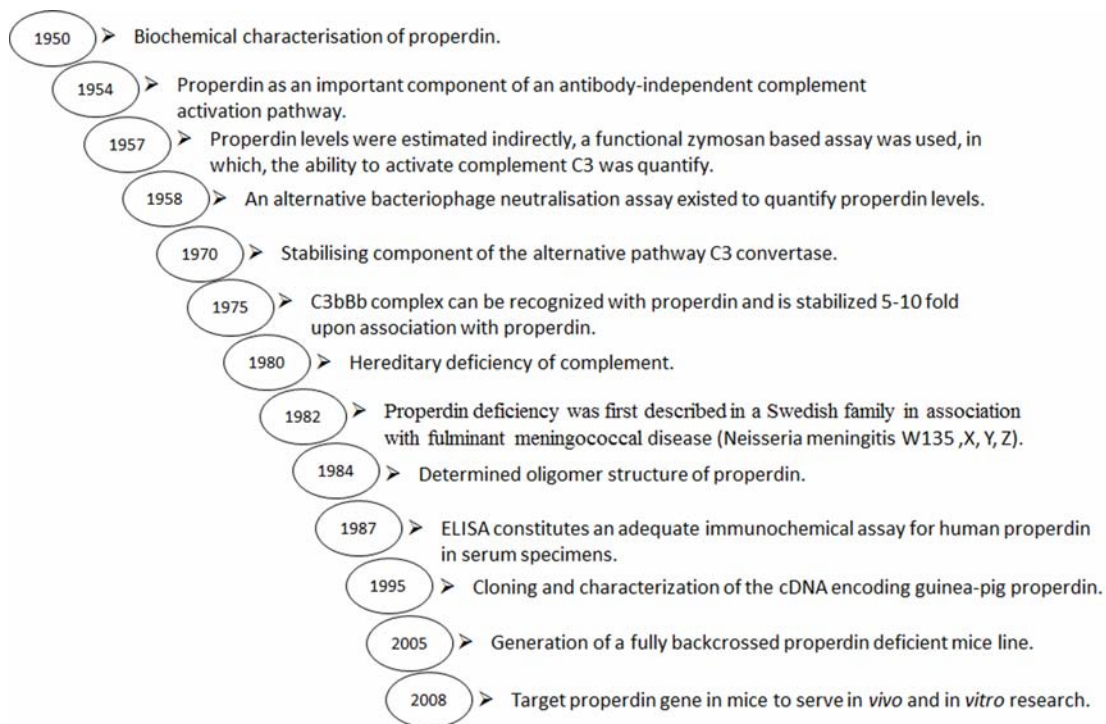 1950 ➢ Biochemical characterisation of properdin.
1954 ➢ Properdin as an important component of an antibody-independent complement
activation pathway.
1957 ➢ Properdin levels were estimated indirectly, a functional zymosan based assay was used, in
which, the ability to activate complement C3 was quantify.
1958 ➢ An alternative bacteriophage neutralisation assay existed to quantify properdin levels.
1970 ➢ Stabilising component of the alternative pathway C3 convertase.
1975 ➢ C3bBb complex can be recognized with properdin and is stabilized 5-10 fold
upon association with properdin.
1980 ➢ Hereditary deficiency of complement.
1982 ➢ Properdin deficiency was first described in a Swedish family in association
with fulminant meningococcal disease (Neisseria meningitis W135 ,X, Y, Z).
1984 ➢ Determined oligomer structure of properdin.
1987 ➢ ELISA constitutes an adequate immunochemical assay for human properdin
in serum specimens.
1995 ➢ Cloning and characterization of the cDNA encoding guinea-pig properdin.
2005 ➢ Generation of a fully backcrossed properdin deficient mice line.
2008 ➢ Target properdin gene in mice to serve in vivo and in vitro research.